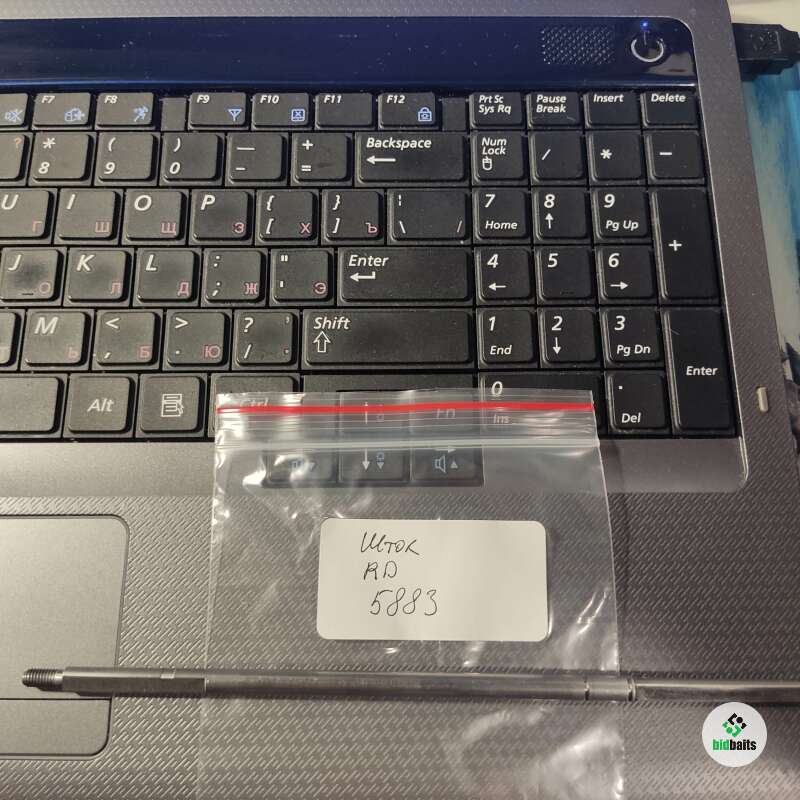 F7 F8 F9 F10 F11 F12 Prt Sc Sys Rq Pause Break Insert Delete
* 8 ( 9 ) 0 — - + = Backspace Num Lock / * -
U Г I Ш O Щ P З { [ Х } ] Ъ ¦ \ / 7 Home 8 9 Pg Up +
J О K Л L Д : ; Ж " ' Э Enter 4 5 6
M Ь < , Б > . Ю ? / Shift 1 End 2 3 Pg Dn Enter
Alt Ctrl Fn 0 Ins . Del
Шток
RD
5883
bidbaits